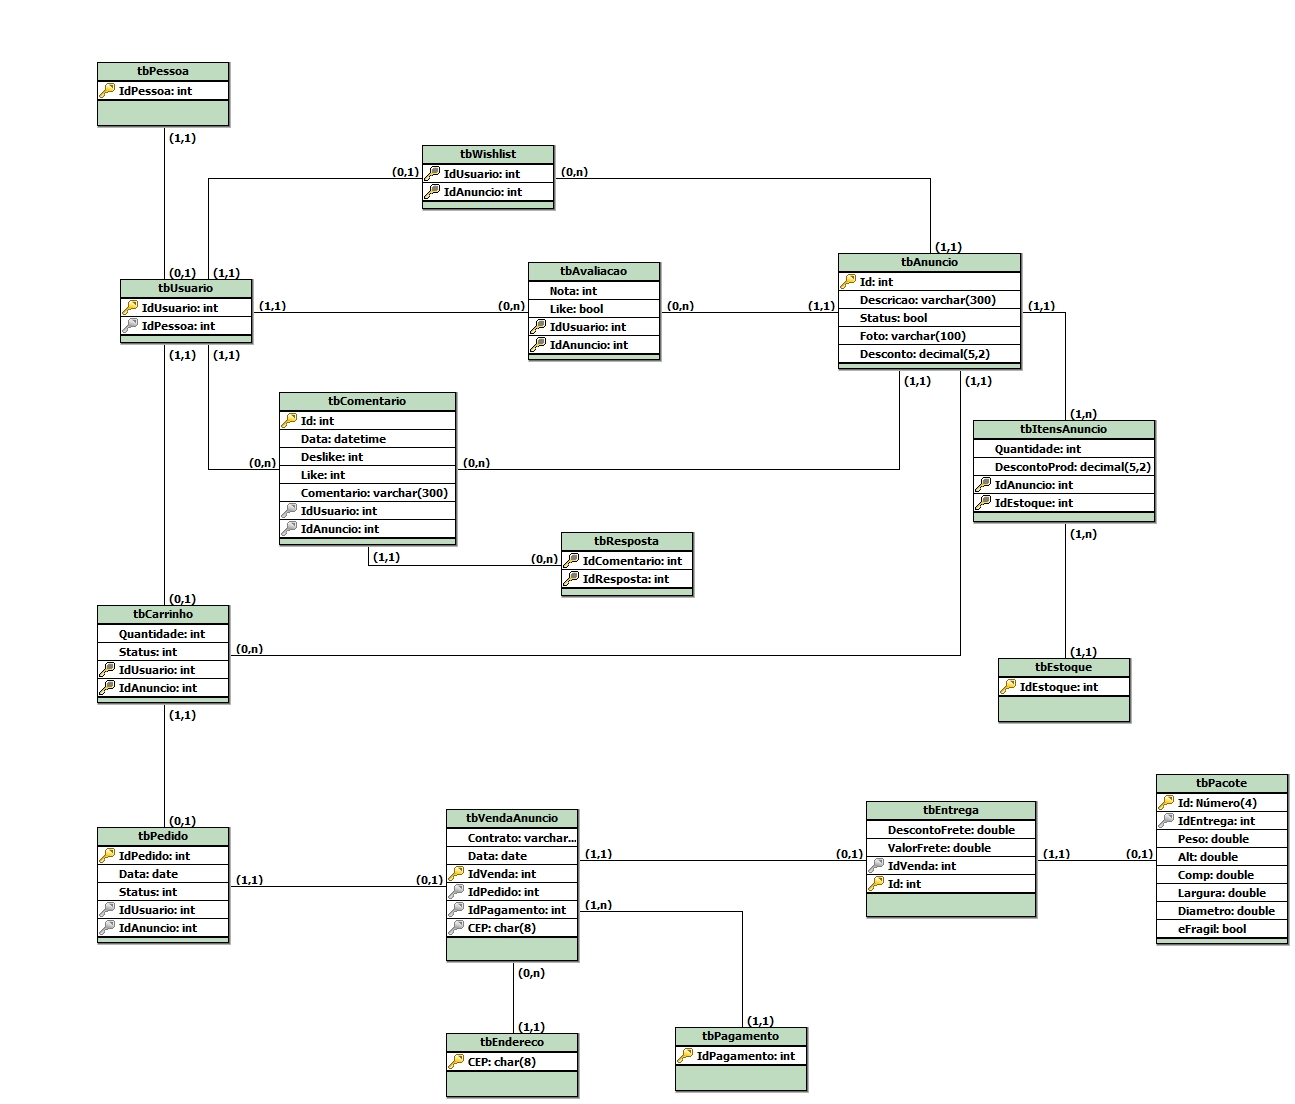 tbPessoa
IdPessoa: int
(1,1)
tbWishlist
IdUsuario: int
IdAnuncio: int
(0,1)
(0,n)
(0,1)
(1,1)
tbUsuario
IdUsuario: int
IdPessoa: int
(1,1)
(1,1)
(1,1)
tbAvaliacao
Nota: int
Like: bool
IdUsuario: int
IdAnuncio: int
(0,n)
(0,n)
(1,1)
tbAnuncio
Id: int
Descricao: varchar(300)
Status: bool
Foto: varchar(100)
Desconto: decimal(5,2)
(1,1)
(1,1)
(1,1)
(1,1)
tbComentario
Id: int
Data: datetime
Deslike: int
Like: int
Comentario: varchar(300)
IdUsuario: int
IdAnuncio: int
(0,n)
(0,n)
(1,1)
(1,n)
tbItensAnuncio
Quantidade: int
DescontoProd: decimal(5,2)
IdAnuncio: int
IdEstoque: int
(1,n)
tbResposta
IdComentario: int
IdResposta: int
(0,n)
(0,1)
tbCarrinho
Quantidade: int
Status: int
IdUsuario: int
IdAnuncio: int
(0,n)
(1,1)
(1,1)
tbEstoque
IdEstoque: int
(0,1)
tbPedido
IdPedido: int
Data: date
Status: int
IdUsuario: int
IdAnuncio: int
(1,1)
(0,1)
tbVendaAnuncio
Contrato: varchar...
Data: date
IdVenda: int
IdPedido: int
IdPagamento: int
CEP: char(8)
(1,1)
(1,n)
(0,n)
(0,1)
tbEntrega
DescontoFrete: double
ValorFrete: double
IdVenda: int
Id: int
(1,1)
(0,1)
tbPacote
Id: Número(4)
IdEntrega: int
Peso: double
Alt: double
Comp: double
Largura: double
Diametro: double
eFragil: bool
(1,1)
tbEndereco
CEP: char(8)
(1,1)
tbPagamento
IdPagamento: int